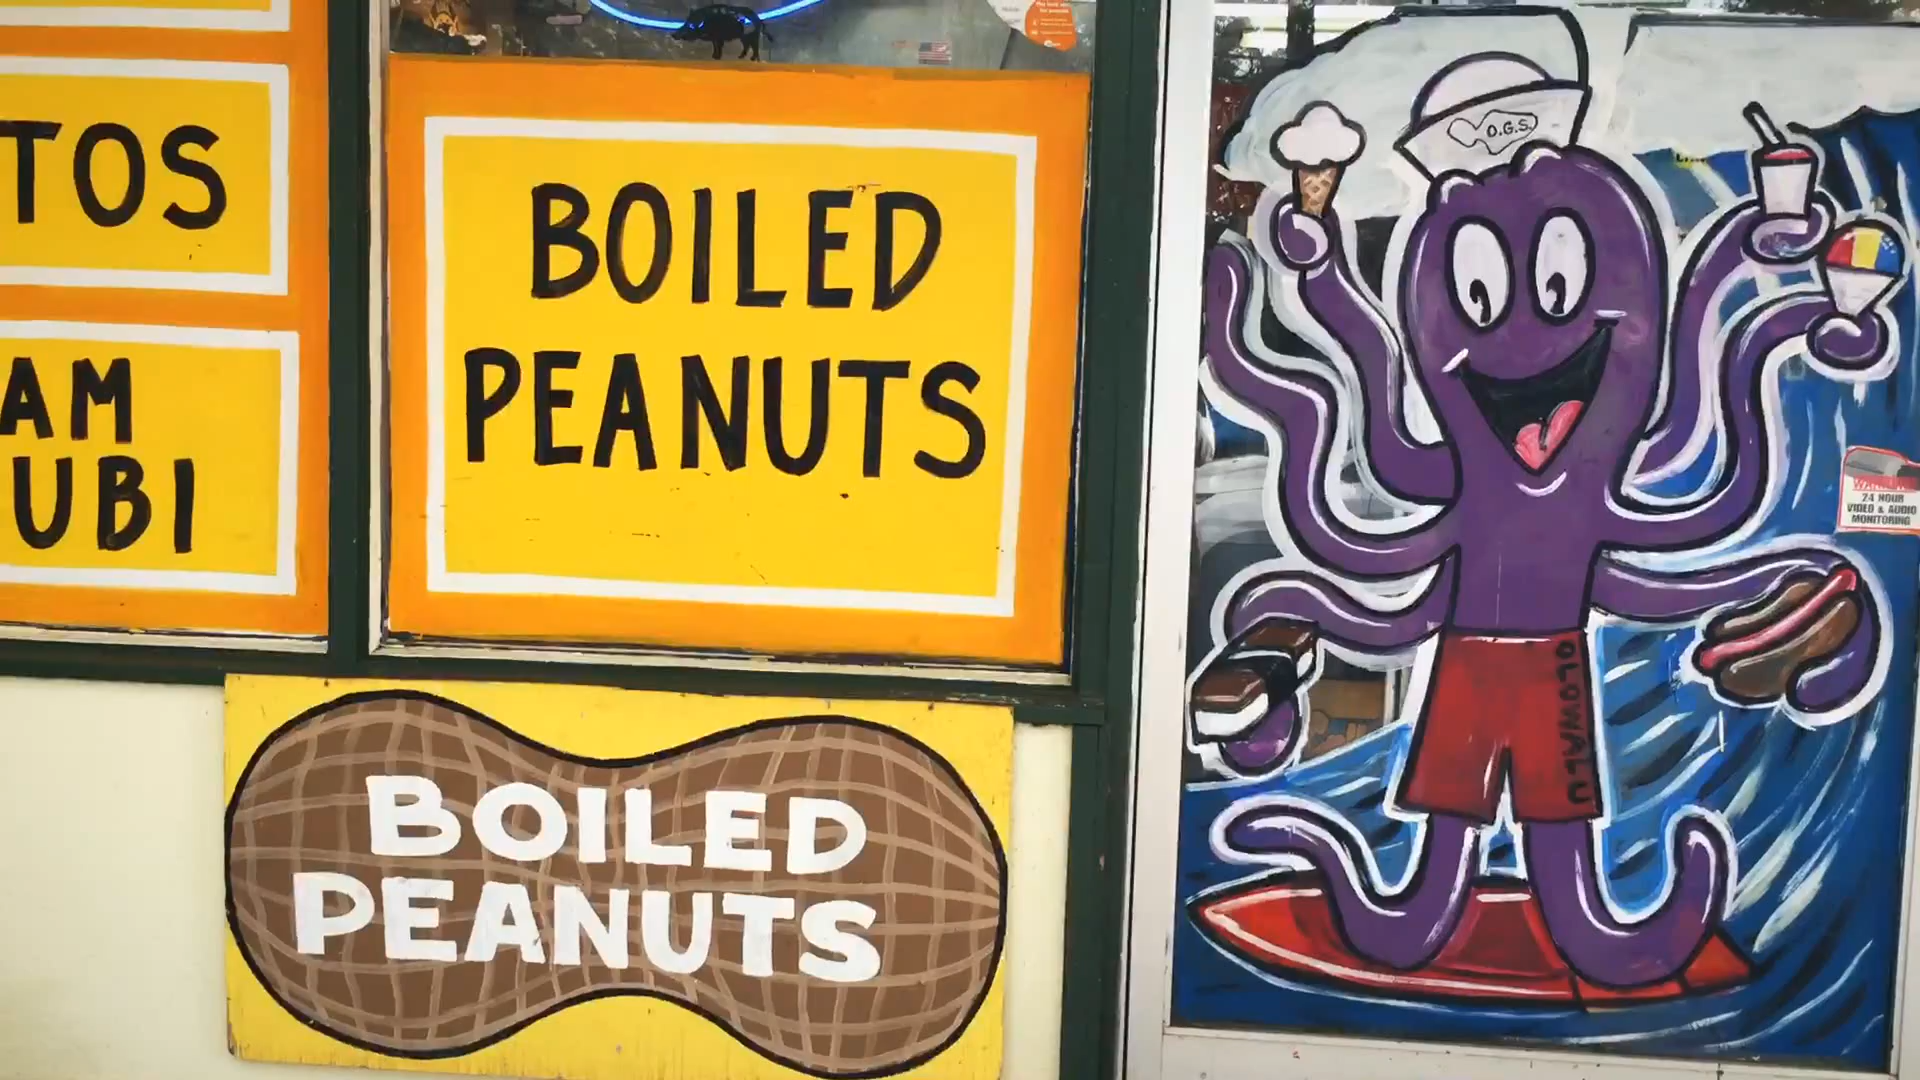 TOS
AM
UBI
BOILED
PEANUTS
BOILED
PEANUTS
O.G.S.
OLOWALU
24 HOUR
VIDEO & AUDIO
MONITORING